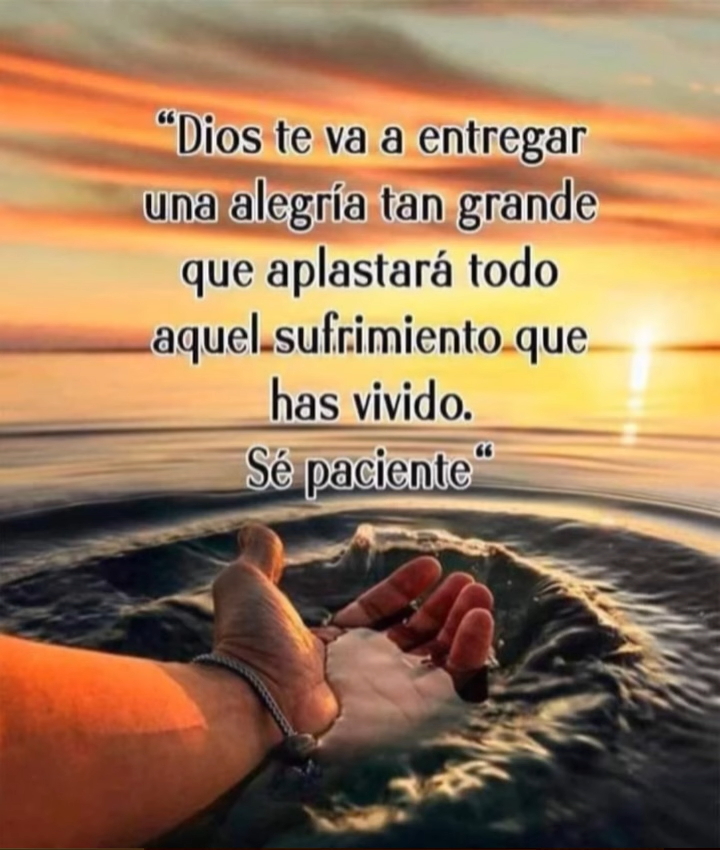 “Dios te va a entregar
una alegría tan grande
que aplastará todo
aquel sufrimiento que
has vivido.
Sé paciente“